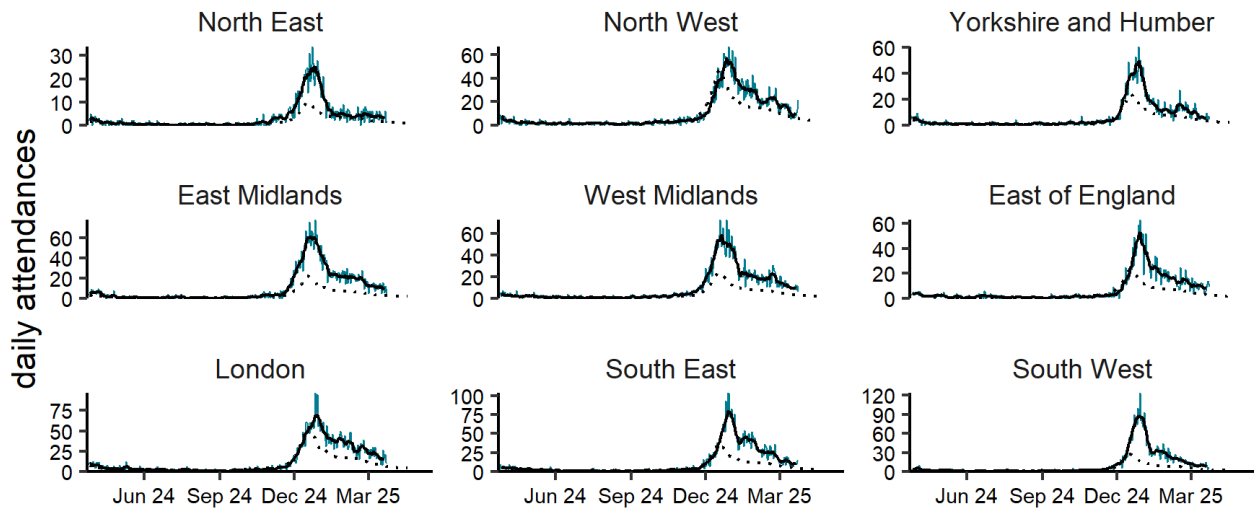 North East
North West
Yorkshire and Humber
30
20
10
0
60
40
20
0
60
40
20
0
daily attendances
East Midlands
West Midlands
East of England
60
40
20
0
60
40
20
0
60
40
20
0
London
South East
South West
75
50
25
0
100
75
50
25
0
120
90
60
30
0
Jun 24 Sep 24 Dec 24 Mar 25
Jun 24 Sep 24 Dec 24 Mar 25
Jun 24 Sep 24 Dec 24 Mar 25